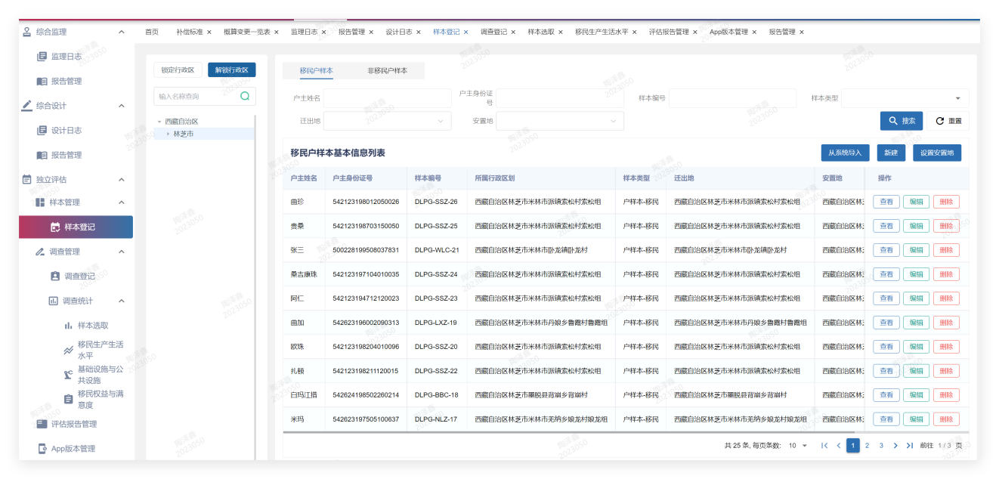 综合监理
监理日志
报告管理
综合设计
设计日志
报告管理
独立评估
样本管理
样本登记
调查管理
调查登记
调查统计
样本选取
移民生产生活
水平
基础设施与公
共设施
移民权益与满
意度
评估报告管理
App版本管理
首页 补偿标准 × 概算变更一览表 × 监理日志 × 报告管理 × 设计日志 × 样本登记 × 调查登记 × 样本选取 × 移民生产生活水平 × 评估报告管理 × App版本管理 × 报告管理 ×
锁定行政区 解锁行政区
输入名称查询
西藏自治区
林芝市
移民户样本 非移民户样本
户主姓名 户主身份证
号 样本编号 样本类型
迁出地 安置地 搜索 重置
移民户样本基本信息列表 从系统导入 新建 设置安置地
户主姓名 户主身份证号 样本编号 所属行政区划 样本类型 迁出地 安置地 操作
曲珍 542123198012050026 DLPG-SSZ-26 西藏自治区林芝市米林市派镇索松村索松组 户样本-移民 西藏自治区林芝市米林市派镇索松村索松组 西藏自治区林 查看 编辑 删除
贵桑 542123198703150050 DLPG-SSZ-25 西藏自治区林芝市米林市派镇索松村索松组 户样本-移民 西藏自治区林芝市米林市派镇索松村索松组 西藏自治区林 查看 编辑 删除
张三 500228199508037831 DLPG-WLC-21 西藏自治区林芝市米林市卧龙镇卧龙村 户样本-移民 西藏自治区林芝市米林市卧龙镇卧龙村 西藏自治区林 查看 编辑 删除
桑吉康珠 542123197104010035 DLPG-SSZ-24 西藏自治区林芝市米林市派镇索松村索松组 户样本-移民 西藏自治区林芝市米林市派镇索松村索松组 西藏自治区林 查看 编辑 删除
阿仁 542123194712120023 DLPG-SSZ-23 西藏自治区林芝市米林市派镇索松村索松组 户样本-移民 西藏自治区林芝市米林市派镇索松村索松组 西藏自治区林 查看 编辑 删除
曲加 542623196002090313 DLPG-LXZ-19 西藏自治区林芝市米林市丹娘乡鲁霞村鲁霞组 户样本-移民 西藏自治区林芝市米林市丹娘乡鲁霞村鲁霞组 西藏自治区林 查看 编辑 删除
欧珠 542123198204010096 DLPG-SSZ-20 西藏自治区林芝市米林市派镇索松村索松组 户样本-移民 西藏自治区林芝市米林市派镇索松村索松组 西藏自治区林 查看 编辑 删除
扎顿 542123198211120015 DLPG-SSZ-22 西藏自治区林芝市米林市派镇索松村索松组 户样本-移民 西藏自治区林芝市米林市派镇索松村索松组 西藏自治区林 查看 编辑 删除
白玛江措 542624198502260214 DLPG-BBC-18 西藏自治区林芝市墨脱县背崩乡背崩村 户样本-移民 西藏自治区林芝市墨脱县背崩乡背崩村 西藏自治区林 查看 编辑 删除
米玛 542623197505100637 DLPG-NLZ-17 西藏自治区林芝市米林市羌纳乡娘龙村娘龙组 户样本-移民 西藏自治区林芝市米林市羌纳乡娘龙村娘龙组 西藏自治区林 查看 编辑 删除
共 25 条, 每页条数: 10 1 2 3 前往 1 / 3 页